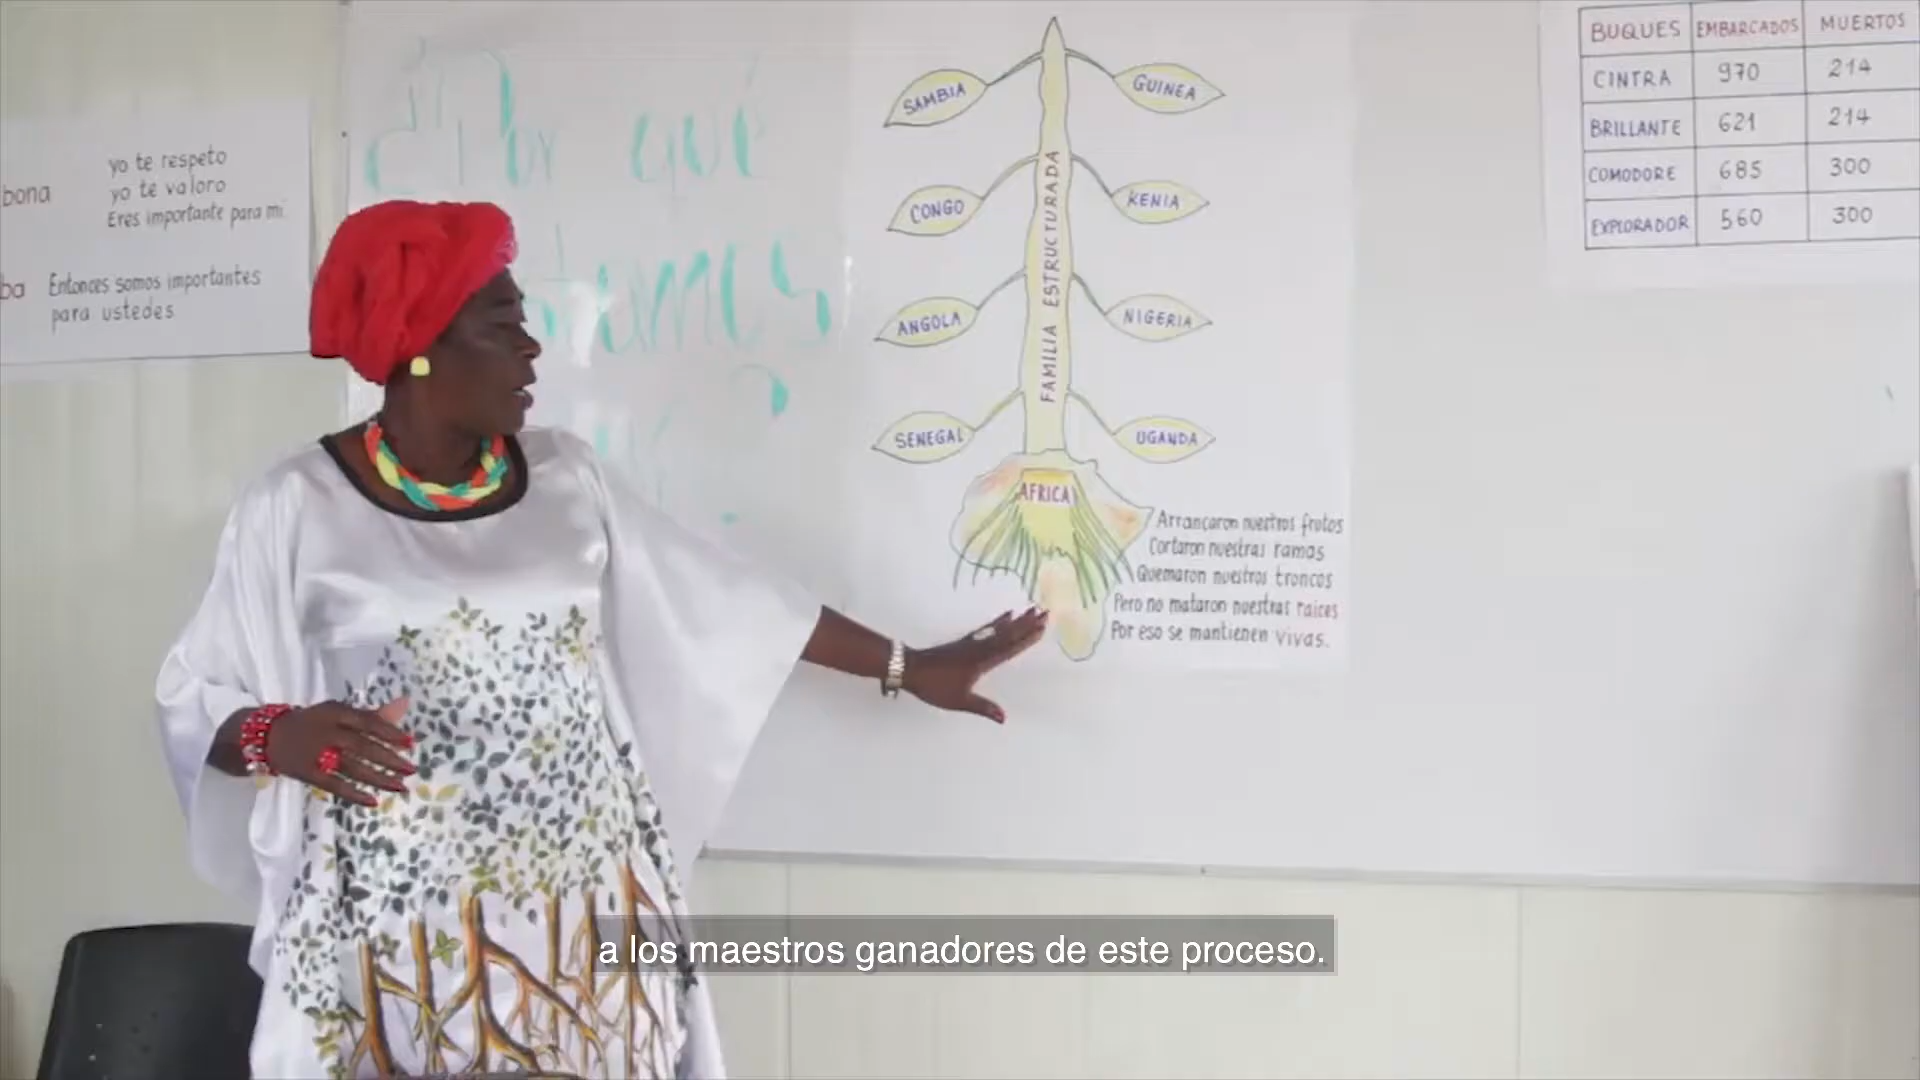 bona
yo te respeto
yo te valoro
Eres importante para mi
ba Entonces somos importantes
para ustedes
¿Por qué
SAMBIA
GUINEA
CONGO
KENIA
ANGOLA
NIGERIA
SENEGAL
UGANDA
FAMILIA ESTRUCTURADA
AFRICA
Arrancaron nuestros frutos
Cortaron nuestras ramas
Quemaron nuestros troncos
Pero no mataron nuestras raices
Por eso se mantienen vivas.
BUQUES EMBARCADOS MUERTOS
CINTRA 970 214
BRILLANTE 621 214
COMODORE 685 300
EXPLORADOR 560 300
a los maestros ganadores de este proceso.